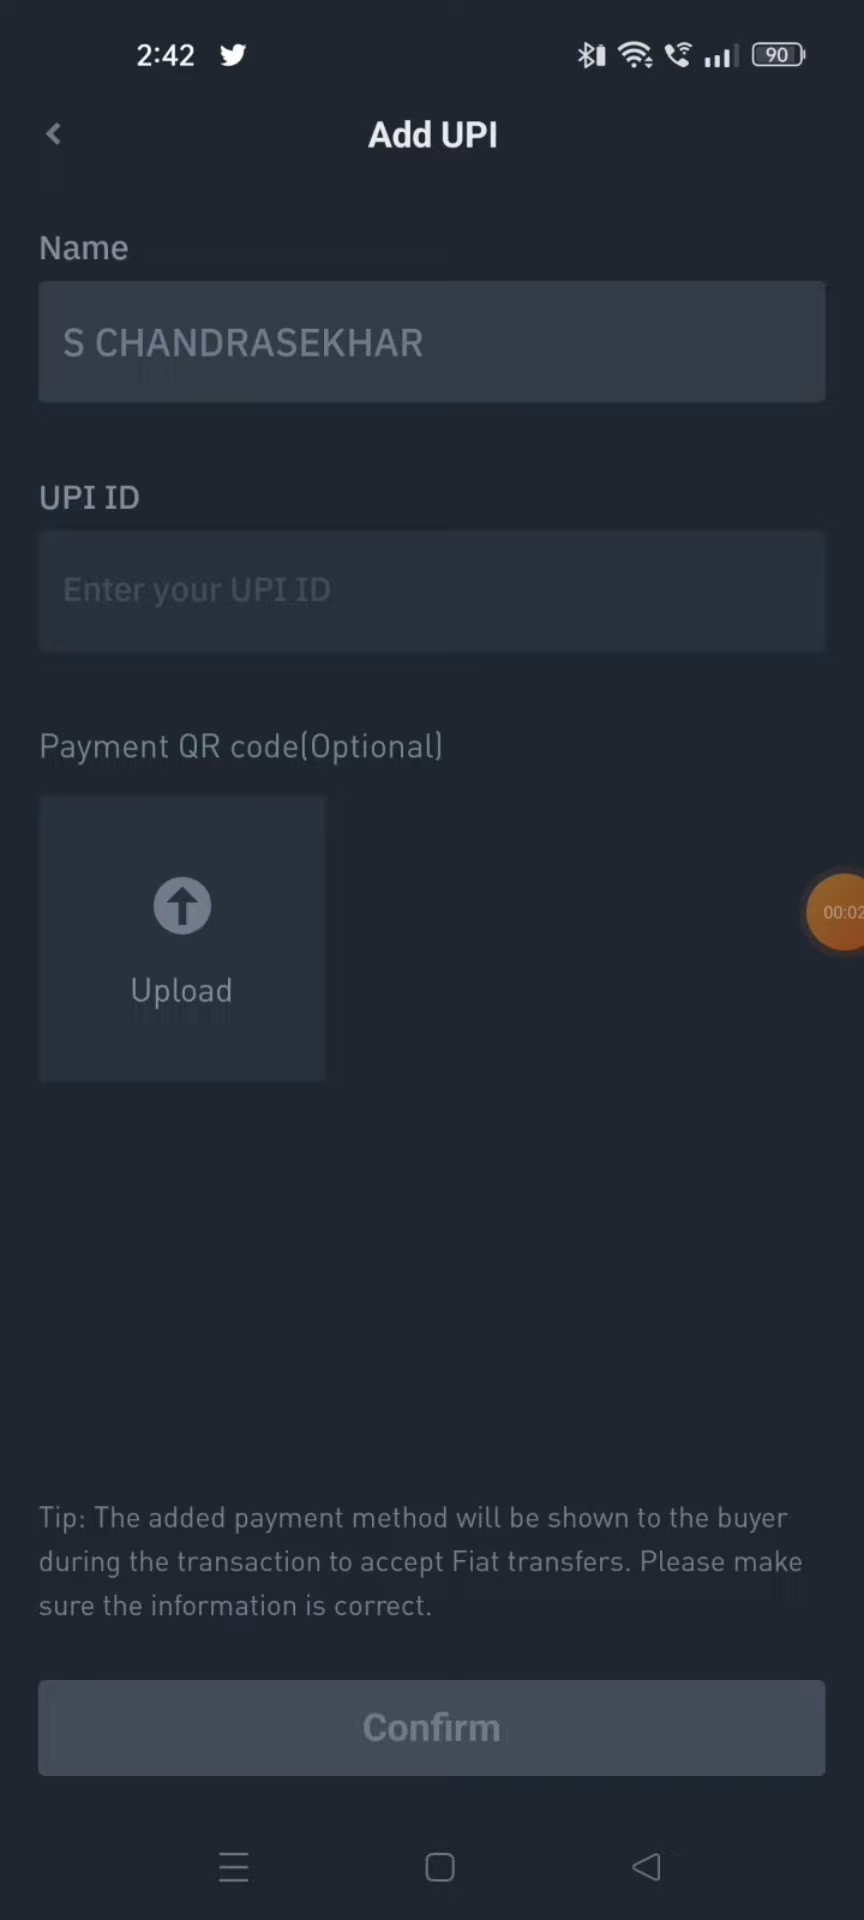 2:42
90
Add UPI
Name
S CHANDRASEKHAR
UPI ID
Enter your UPI ID
Payment QR code(Optional)
00:02
Upload
Tip: The added payment method will be shown to the buyer
during the transaction to accept Fiat transfers. Please make
sure the information is correct.
Confirm